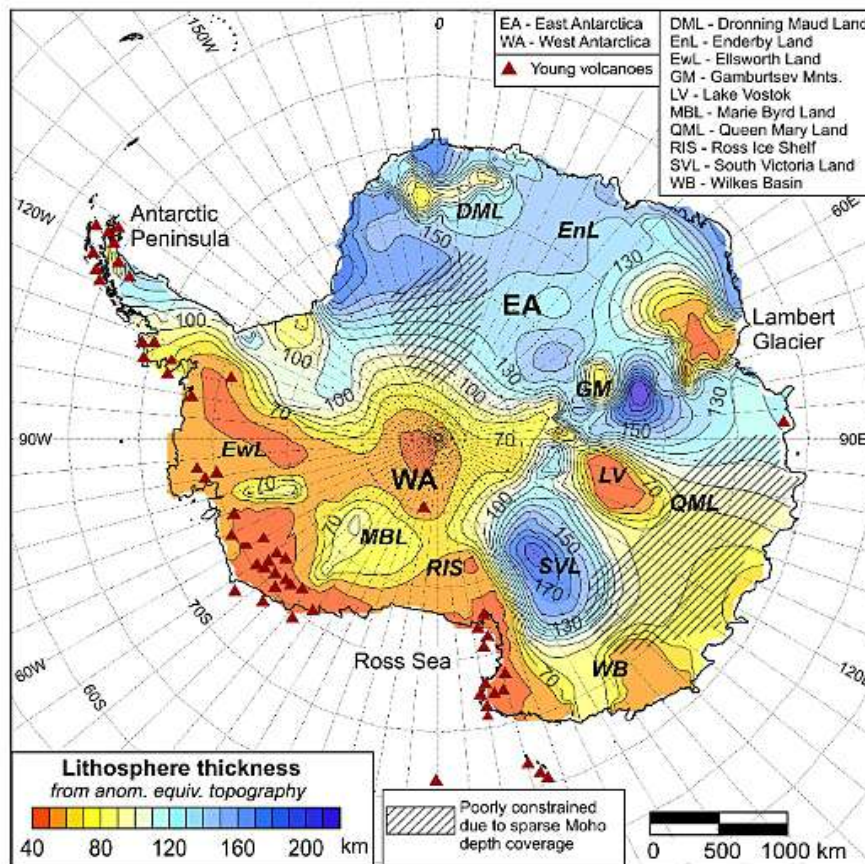 150W
0
EA - East Antarctica
WA - West Antarctica
Young volcanoes
DML - Dronning Maud Land
EnL - Enderby Land
EwL - Ellsworth Land
GM - Gamburtsev Mnts.
LV - Lake Vostok
MBL - Marie Byrd Land
QML - Queen Mary Land
RIS - Ross Ice Shelf
SVL - South Victoria Land
WB - Wilkes Basin
120W
60E
Antarctic
Peninsula
DML
EnL
150
130
EA
Lambert
Glacier
100
100
100
130
GM
100
130
150
70
90W
EwL
70
90E
WA
LV
70
QML
70
100
70
MBL
150
RIS
SVL
170
130
Ross Sea
70S
WB
70
60W
60S
120E
Lithosphere thickness
from anom. equiv. topography
40 80 120 160 200 km
Poorly constrained
due to sparse Moho
depth coverage
0 500 1000 km